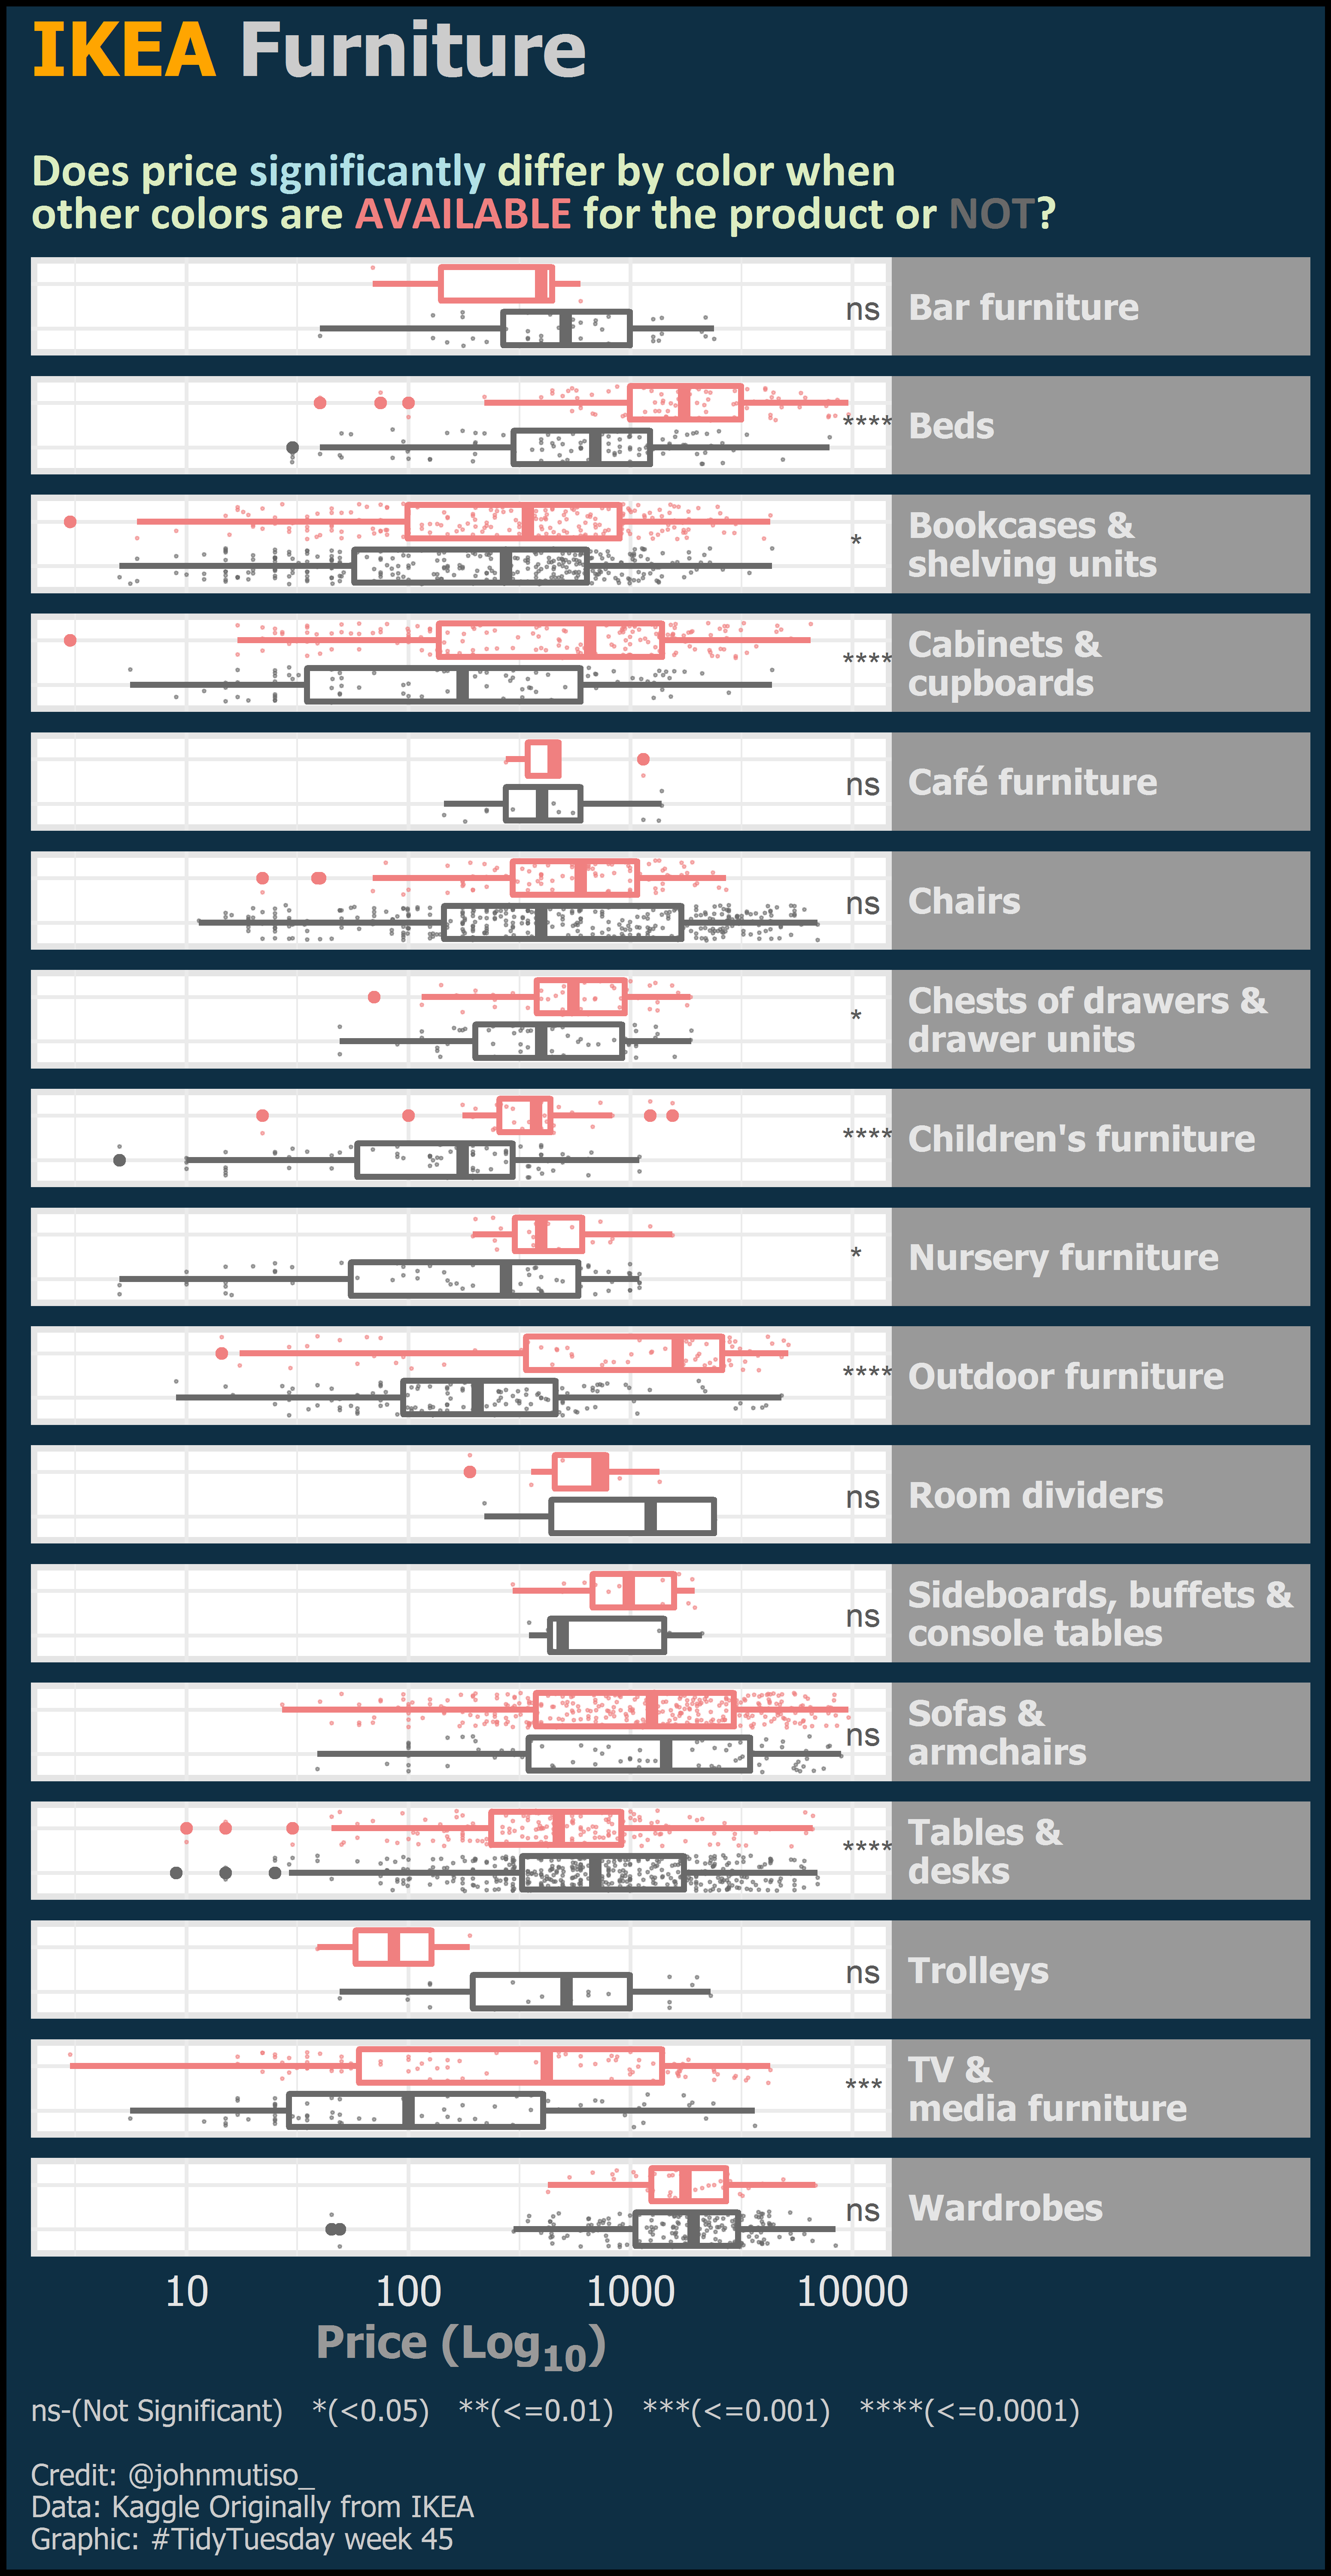 IKEA Furniture
Does price significantly differ by color when
other colors are AVAILABLE for the product or NOT?
ns
Bar furniture
****
Beds
*
Bookcases &
shelving units
****
Cabinets &
cupboards
ns
Café furniture
ns
Chairs
*
Chests of drawers &
drawer units
****
Children's furniture
*
Nursery furniture
****
Outdoor furniture
ns
Room dividers
ns
Sideboards, buffets &
console tables
ns
Sofas &
armchairs
****
Tables &
desks
ns
Trolleys
***
TV &
media furniture
ns
Wardrobes
10 100 1000 10000
Price (Log10)
ns-(Not Significant) *(<0.05) **(<=0.01) ***(<=0.001) ****(<=0.0001)
Credit: @johnmutiso_
Data: Kaggle Originally from IKEA
Graphic: #TidyTuesday week 45